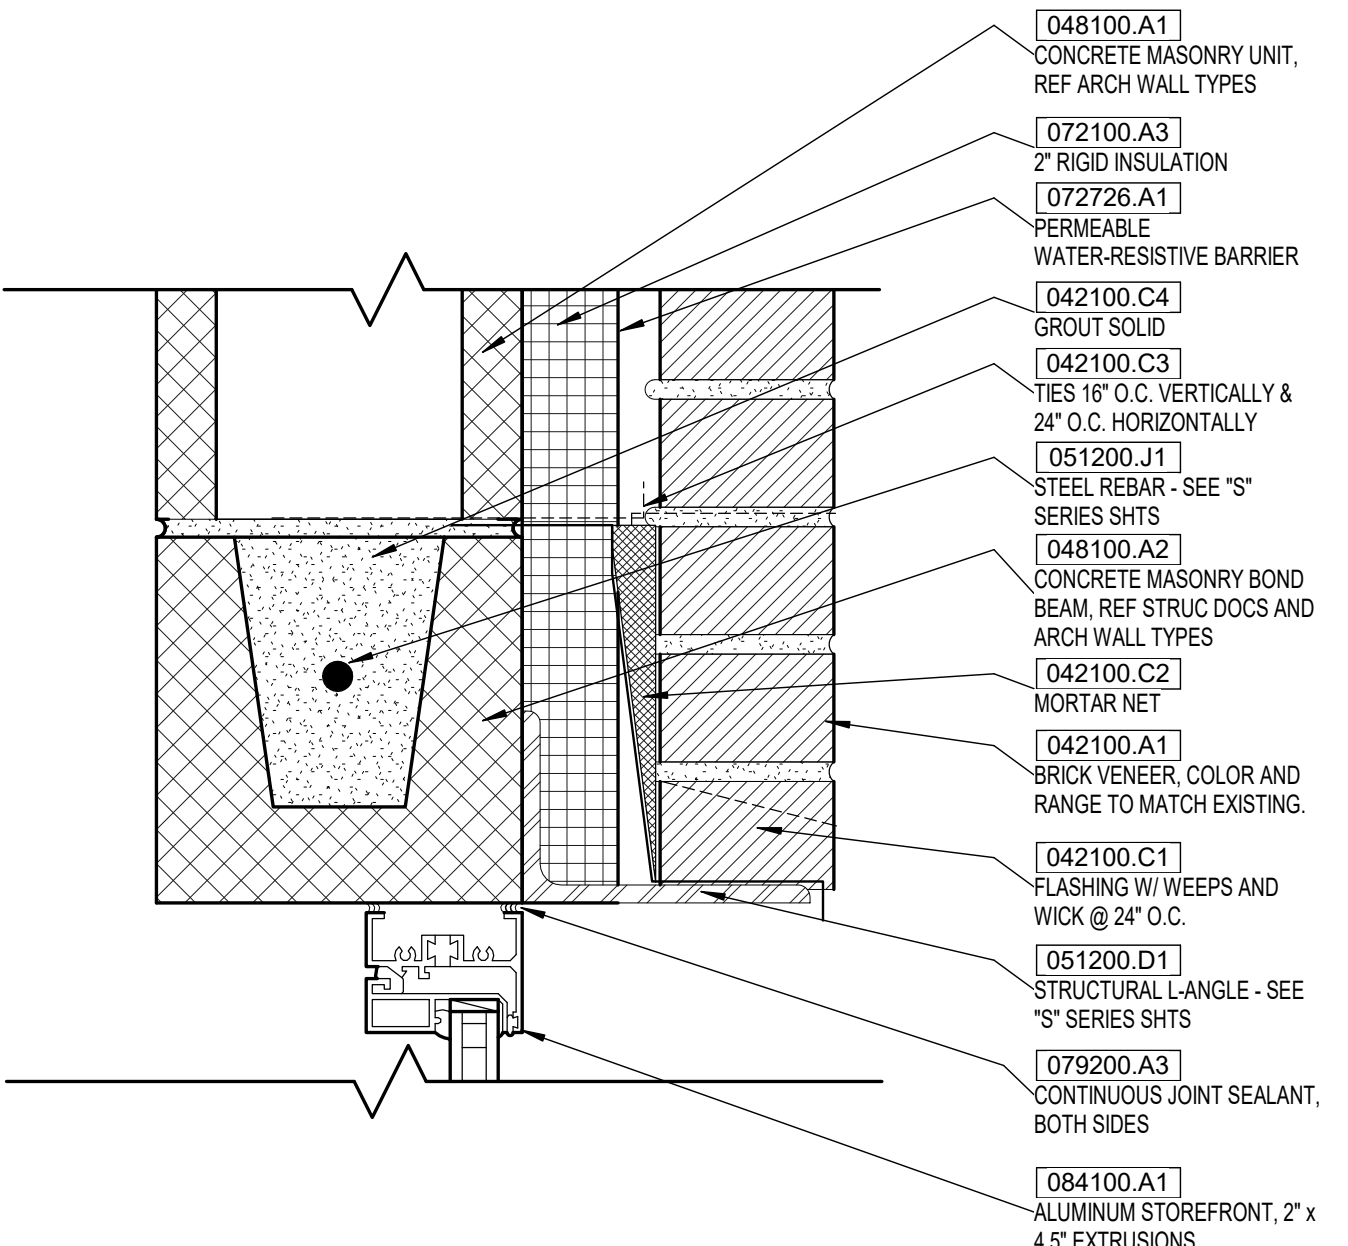 048100.A1
CONCRETE MASONRY UNIT,
REF ARCH WALL TYPES
072100.A3
2" RIGID INSULATION
072726.A1
PERMEABLE
WATER-RESISTIVE BARRIER
042100.C4
GROUT SOLID
042100.C3
TIES 16" O.C. VERTICALLY &
24" O.C. HORIZONTALLY
051200.J1
STEEL REBAR - SEE "S"
SERIES SHTS
048100.A2
CONCRETE MASONRY BOND
BEAM, REF STRUC DOCS AND
ARCH WALL TYPES
042100.C2
MORTAR NET
042100.A1
BRICK VENEER, COLOR AND
RANGE TO MATCH EXISTING.
042100.C1
FLASHING W/ WEEPS AND
WICK @ 24" O.C.
051200.D1
STRUCTURAL L-ANGLE - SEE
"S" SERIES SHTS
079200.A3
CONTINUOUS JOINT SEALANT,
BOTH SIDES
084100.A1
ALUMINUM STOREFRONT, 2" x
4.5" EXTRUSIONS